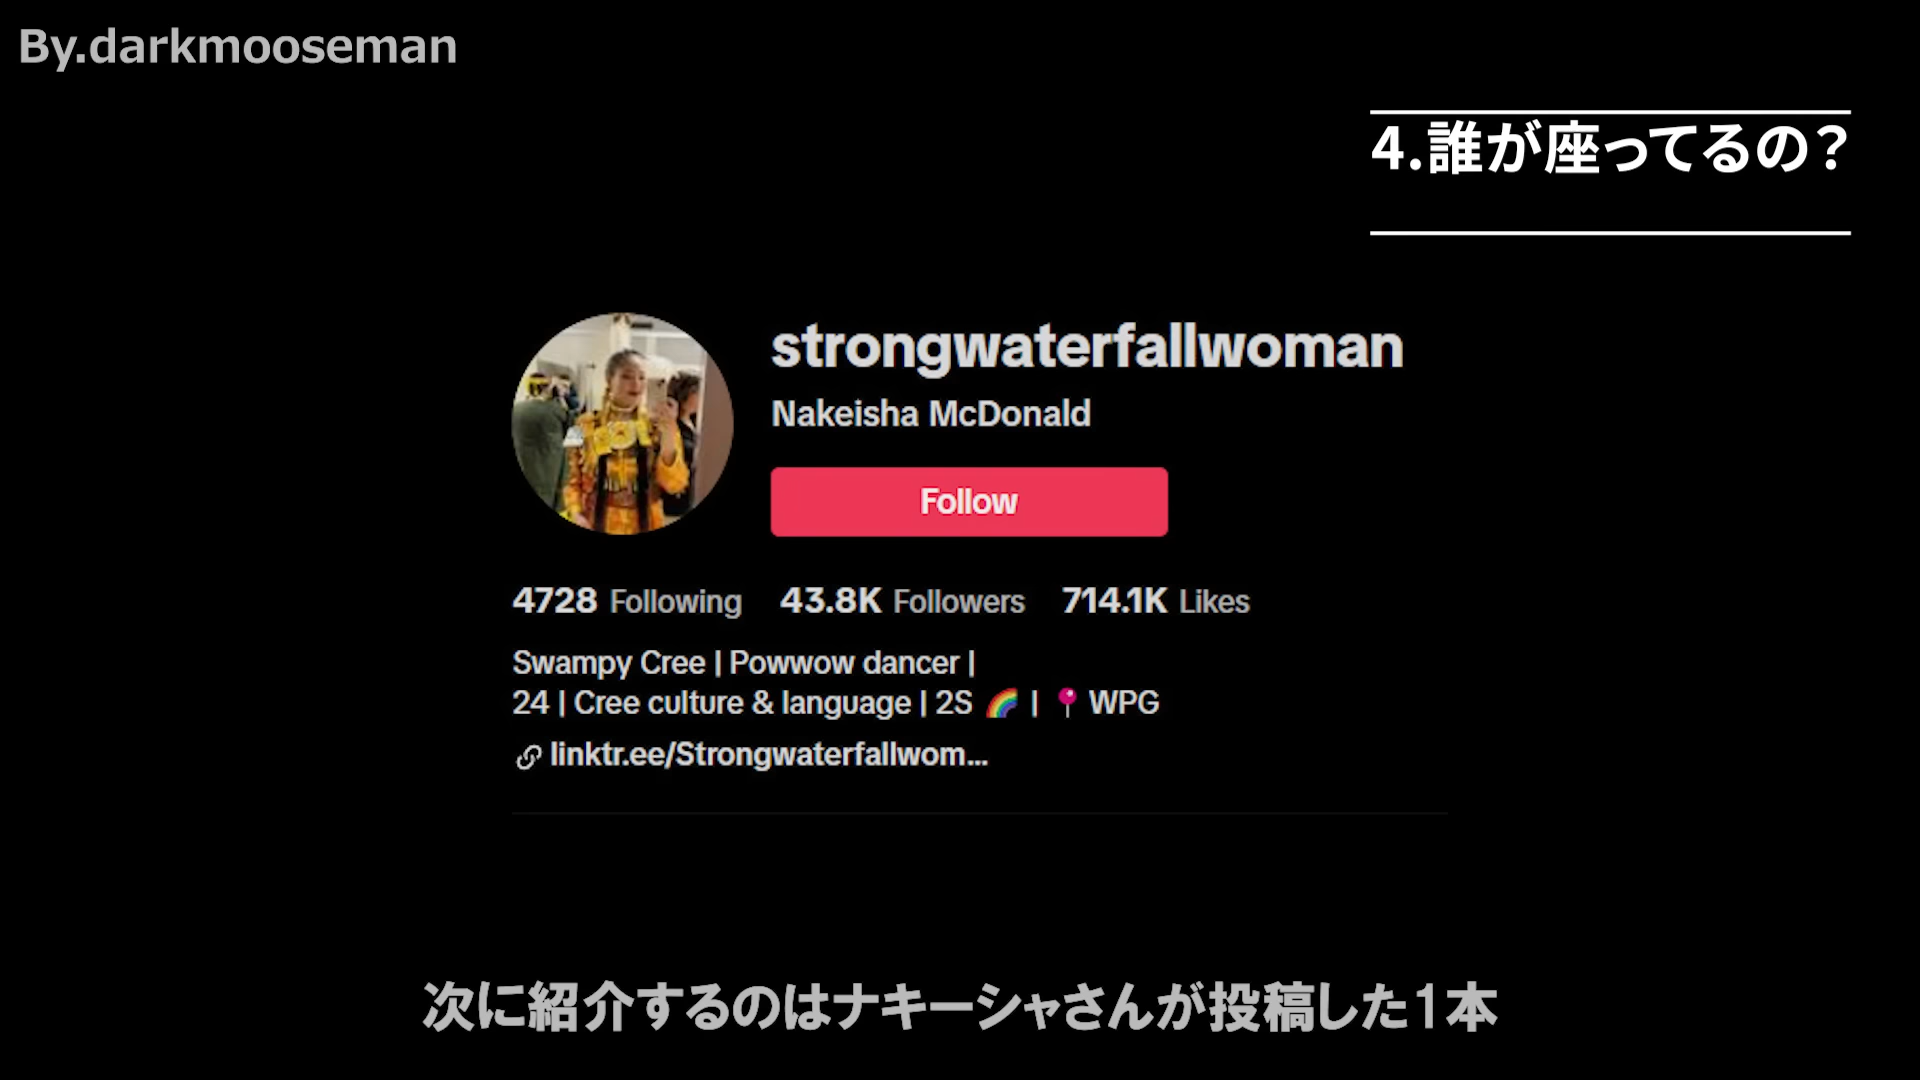 By.darkmooseman
4.誰が座ってるの？
strongwaterfallwoman
Nakeisha McDonald
Follow
4728 Following 43.8K Followers 714.1K Likes
Swampy Cree | Powwow dancer |
24 | Cree culture & language | 2S 🌈 | 📍 WPG
linktr.ee/Strongwaterfallwom...
次に紹介するのはナキーシャさんが投稿した1本